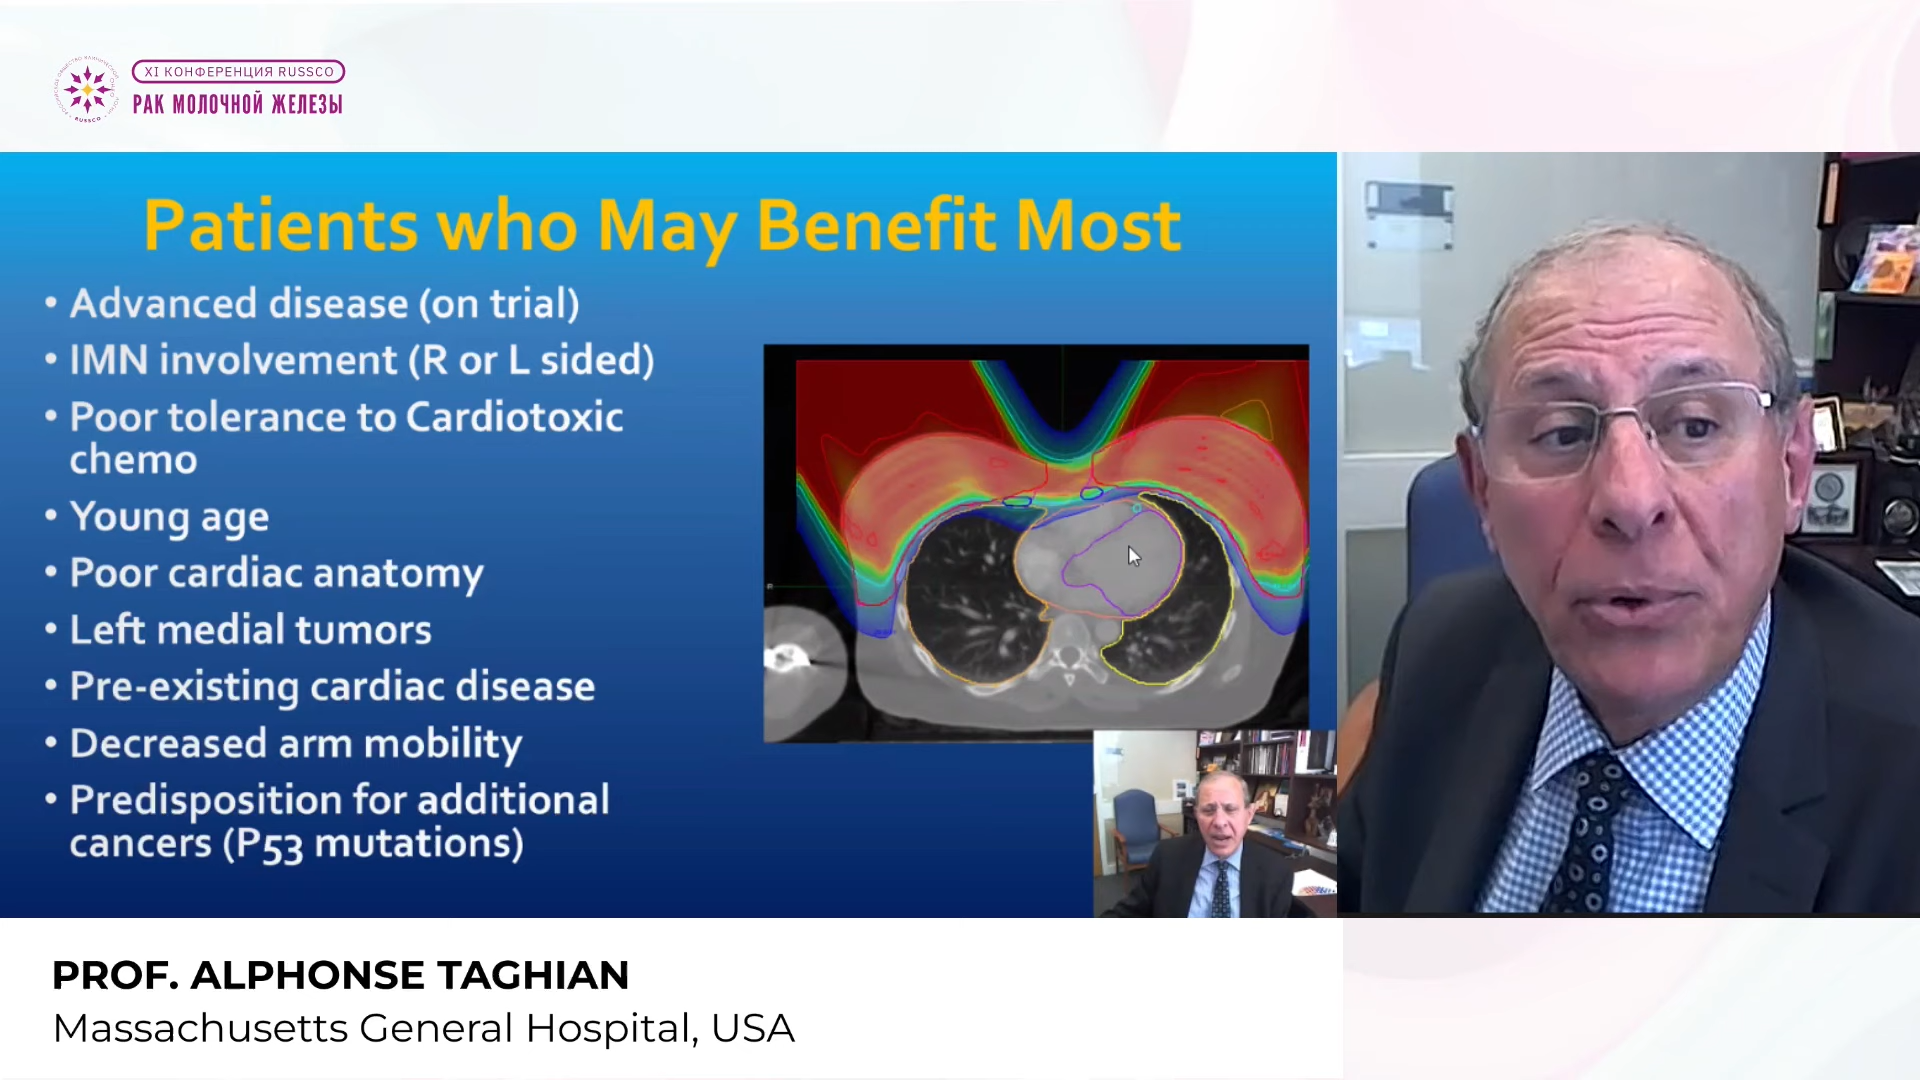 XI КОНФЕРЕНЦИЯ RUSSCO
РАК МОЛОЧНОЙ ЖЕЛЕЗЫ
RUSSCO
Patients who May Benefit Most
• Advanced disease (on trial)
• IMN involvement (R or L sided)
• Poor tolerance to Cardiotoxic
chemo
• Young age
• Poor cardiac anatomy
• Left medial tumors
• Pre-existing cardiac disease
• Decreased arm mobility
• Predisposition for additional
cancers (P53 mutations)
PROF. ALPHONSE TAGHIAN
Massachusetts General Hospital, USA